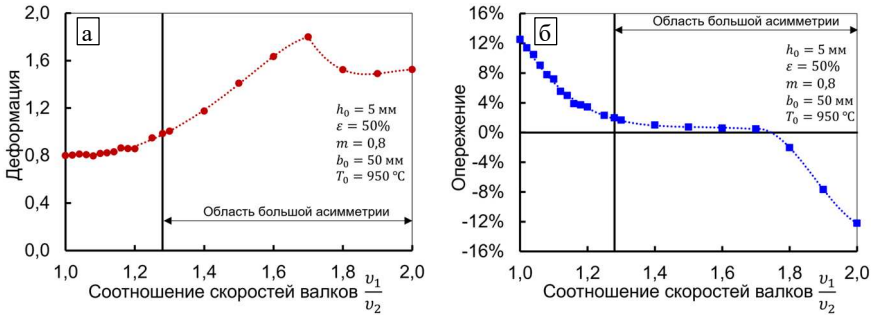 а
2,0
1,6
1,2
0,8
0,4
0,0
Деформация
h₀ = 5 мм
ε = 50%
m = 0,8
b₀ = 50 мм
T₀ = 950 °C
Область большой асимметрии
1,0 1,2 1,4 1,6 1,8 2,0
Соотношение скоростей валков υ₁/υ₂
б
16%
12%
8%
4%
0%
-4%
-8%
-12%
-16%
Опережение
Область большой асимметрии
h₀ = 5 мм
ε = 50%
m = 0,8
b₀ = 50 мм
T₀ = 950 °C
1,0 1,2 1,4 1,6 1,8 2,0
Соотношение скоростей валков υ₁/υ₂